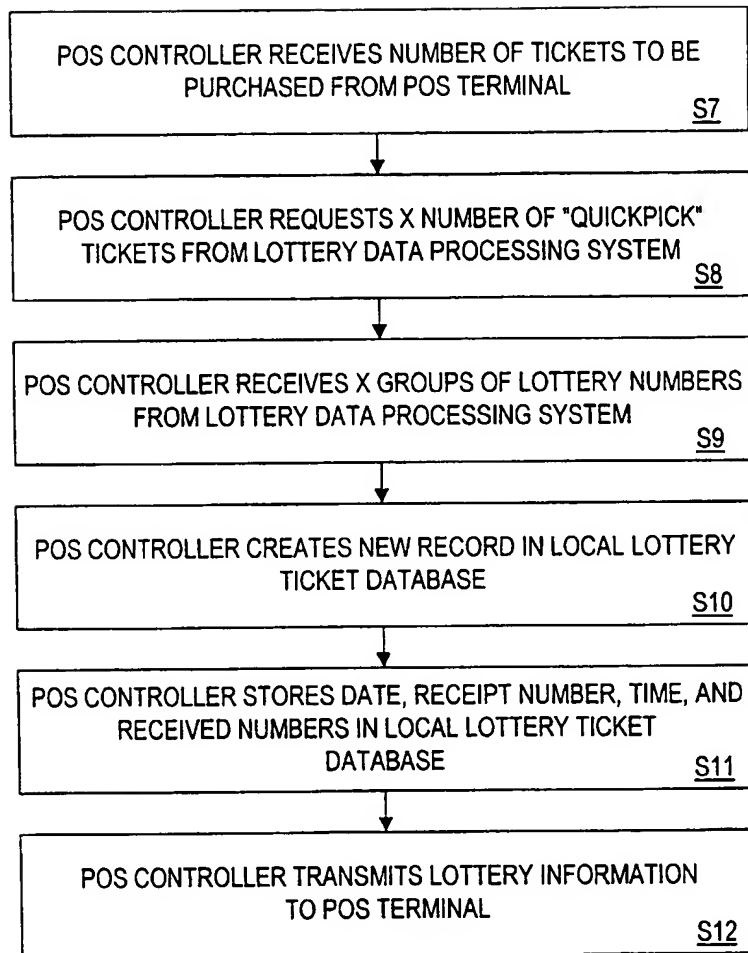 POS CONTROLLER RECEIVES NUMBER OF TICKETS TO BE
PURCHASED FROM POS TERMINAL
S7
POS CONTROLLER REQUESTS X NUMBER OF "QUICKPICK"
TICKETS FROM LOTTERY DATA PROCESSING SYSTEM
S8
POS CONTROLLER RECEIVES X GROUPS OF LOTTERY NUMBERS
FROM LOTTERY DATA PROCESSING SYSTEM
S9
POS CONTROLLER CREATES NEW RECORD IN LOCAL LOTTERY
TICKET DATABASE
S10
POS CONTROLLER STORES DATE, RECEIPT NUMBER, TIME, AND
RECEIVED NUMBERS IN LOCAL LOTTERY TICKET
DATABASE
S11
POS CONTROLLER TRANSMITS LOTTERY INFORMATION
TO POS TERMINAL
S12